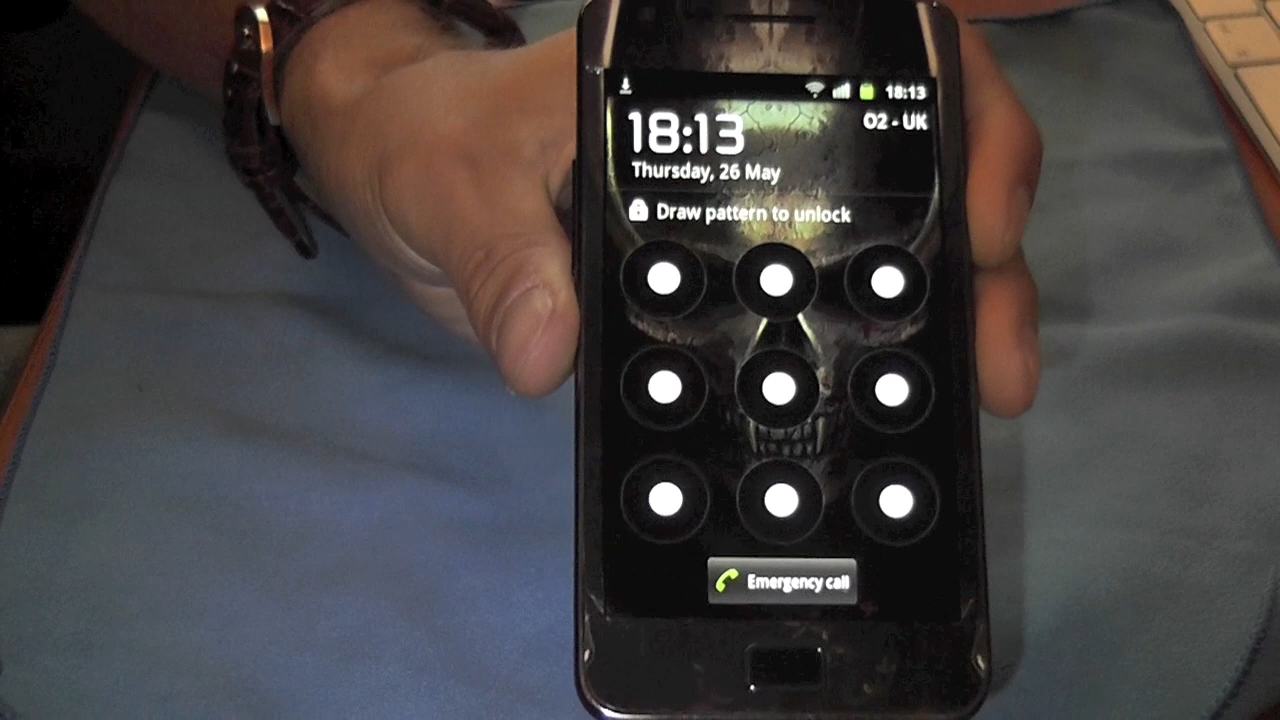 18:13
18:13
O2 - UK
Thursday, 26 May
Draw pattern to unlock
Emergency call